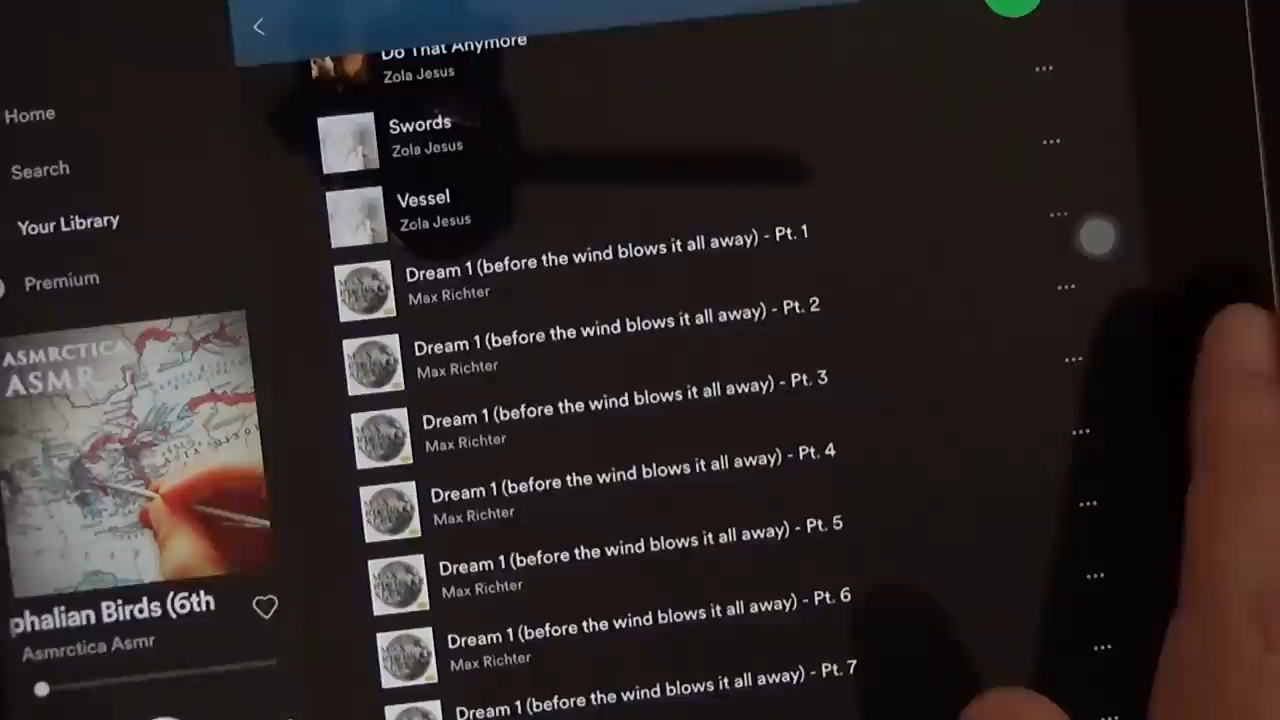 Home
Search
Your Library
Premium
ASMRCTICA
ASMR
phalian Birds (6th
Asmrctica Asmr
Do That Anymore
Zola Jesus
Swords
Zola Jesus
Vessel
Zola Jesus
Dream 1 (before the wind blows it all away) - Pt. 1
Max Richter
Dream 1 (before the wind blows it all away) - Pt. 2
Max Richter
Dream 1 (before the wind blows it all away) - Pt. 3
Max Richter
Dream 1 (before the wind blows it all away) - Pt. 4
Max Richter
Dream 1 (before the wind blows it all away) - Pt. 5
Max Richter
Dream 1 (before the wind blows it all away) - Pt. 6
Max Richter
Dream 1 (before the wind blows it all away) - Pt. 7